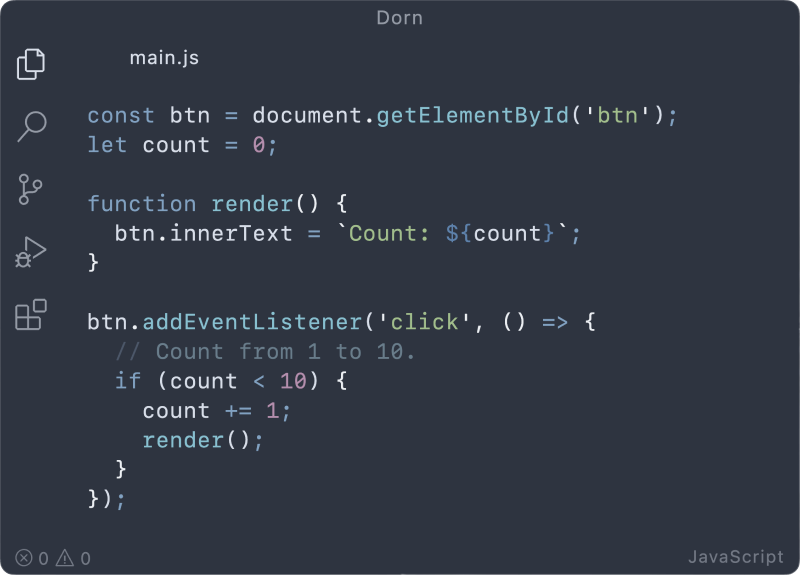 Dorn
main.js
const btn = document.getElementById('btn');
let count = 0;
function render() {
  btn.innerText = `Count: ${count}`;
}
btn.addEventListener('click', () => {
  // Count from 1 to 10.
  if (count < 10) {
    count += 1;
    render();
  }
});
0 0 JavaScript